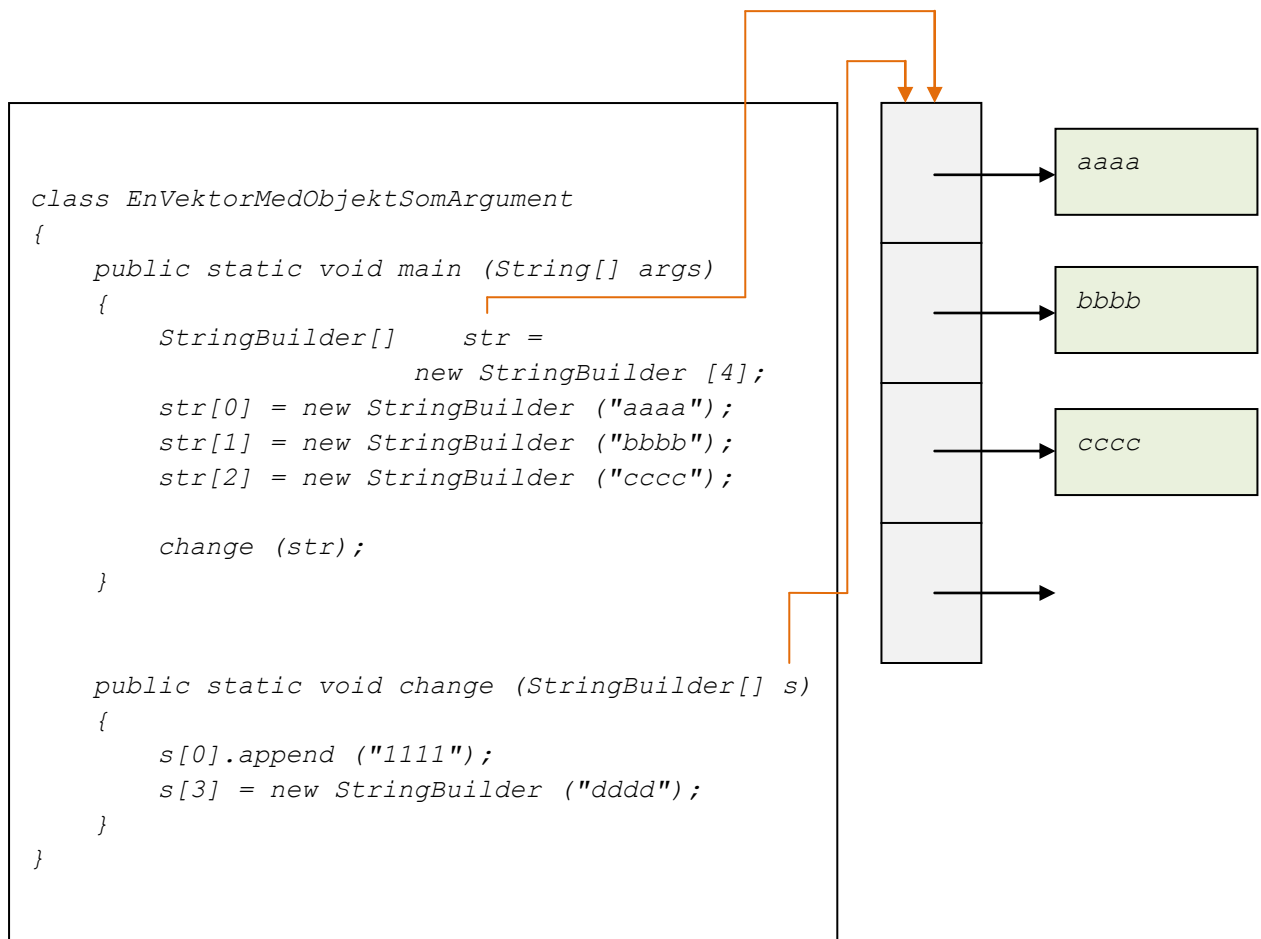 class EnVektorMedObjektSomArgument
{
    public static void main (String[] args)
    {
        StringBuilder[]    str =
                        new StringBuilder [4];
        str[0] = new StringBuilder ("aaaa");
        str[1] = new StringBuilder ("bbbb");
        str[2] = new StringBuilder ("cccc");
        change (str);
    }
    public static void change (StringBuilder[] s)
    {
        s[0].append ("1111");
        s[3] = new StringBuilder ("dddd");
    }
}
aaaa
bbbb
cccc